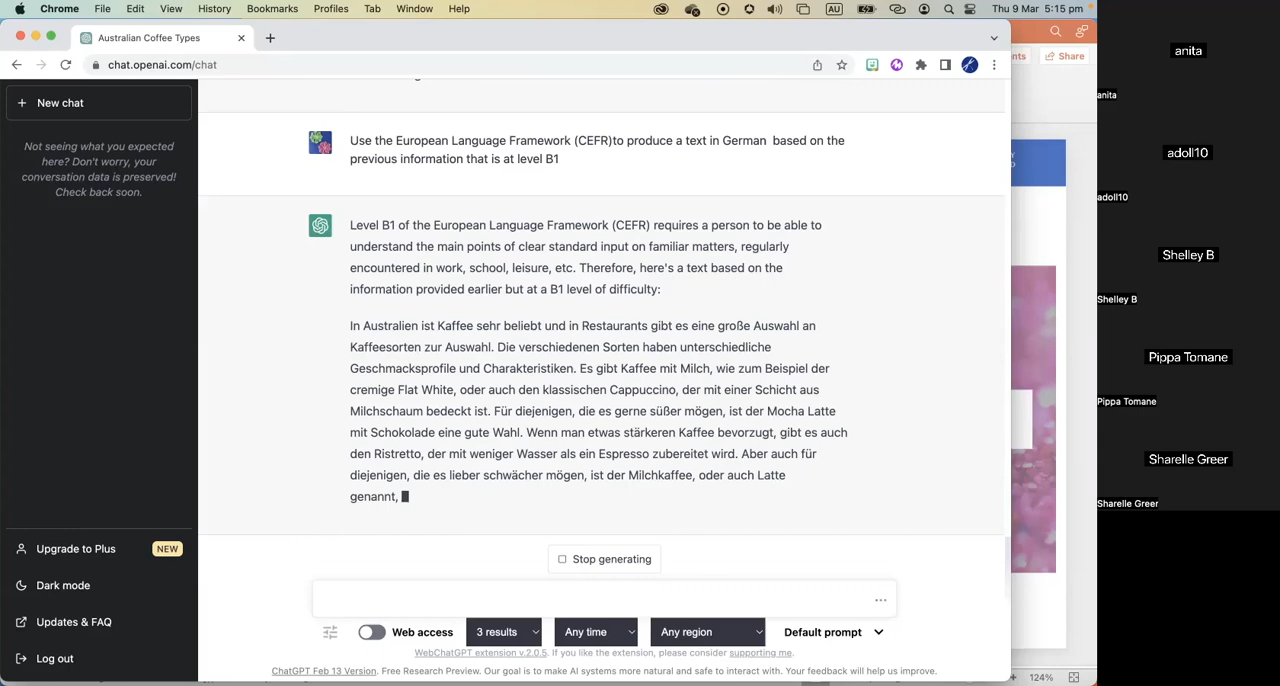 Chrome File Edit View History Bookmarks Profiles Tab Window Help AU Thu 9 Mar 5:15 pm
Australian Coffee Types
chat.openai.com/chat
Share
New chat
Not seeing what you expected
here? Don't worry, your
conversation data is preserved!
Check back soon.
Use the European Language Framework (CEFR)to produce a text in German based on the
previous information that is at level B1
Level B1 of the European Language Framework (CEFR) requires a person to be able to
understand the main points of clear standard input on familiar matters, regularly
encountered in work, school, leisure, etc. Therefore, here's a text based on the
information provided earlier but at a B1 level of difficulty:
In Australien ist Kaffee sehr beliebt und in Restaurants gibt es eine große Auswahl an
Kaffeesorten zur Auswahl. Die verschiedenen Sorten haben unterschiedliche
Geschmacksprofile und Charakteristiken. Es gibt Kaffee mit Milch, wie zum Beispiel der
cremige Flat White, oder auch den klassischen Cappuccino, der mit einer Schicht aus
Milchschaum bedeckt ist. Für diejenigen, die es gerne süßer mögen, ist der Mocha Latte
mit Schokolade eine gute Wahl. Wenn man etwas stärkeren Kaffee bevorzugt, gibt es auch
den Ristretto, der mit weniger Wasser als ein Espresso zubereitet wird. Aber auch für
diejenigen, die es lieber schwächer mögen, ist der Milchkaffee, oder auch Latte
genannt,
Stop generating
Upgrade to Plus NEW
Dark mode
Updates & FAQ
Log out
Web access 3 results Any time Any region Default prompt
WebChatGPT extension v.2.0.5. If you like the extension, please consider supporting me.
ChatGPT Feb 13 Version. Free Research Preview. Our goal is to make AI systems more natural and safe to interact with. Your feedback will help us improve.
124%
anita
anita
adoll10
adoll10
Shelley B
Shelley B
Pippa Tomane
Pippa Tomane
Sharelle Greer
Sharelle Greer